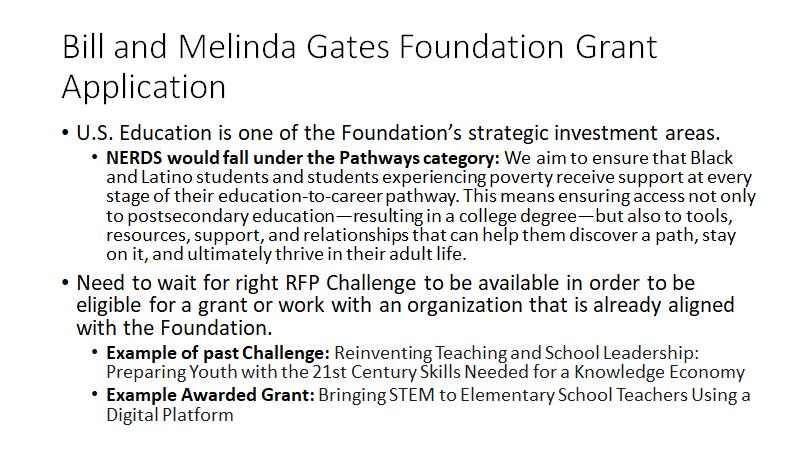 Bill and Melinda Gates Foundation Grant
Application
• U.S. Education is one of the Foundation’s strategic investment areas.
• NERDS would fall under the Pathways category: We aim to ensure that Black
and Latino students and students experiencing poverty receive support at every
stage of their education-to-career pathway. This means ensuring access not only
to postsecondary education—resulting in a college degree—but also to tools,
resources, support, and relationships that can help them discover a path, stay
on it, and ultimately thrive in their adult life.
• Need to wait for right RFP Challenge to be available in order to be
eligible for a grant or work with an organization that is already aligned
with the Foundation.
• Example of past Challenge: Reinventing Teaching and School Leadership:
Preparing Youth with the 21st Century Skills Needed for a Knowledge Economy
• Example Awarded Grant: Bringing STEM to Elementary School Teachers Using a
Digital Platform